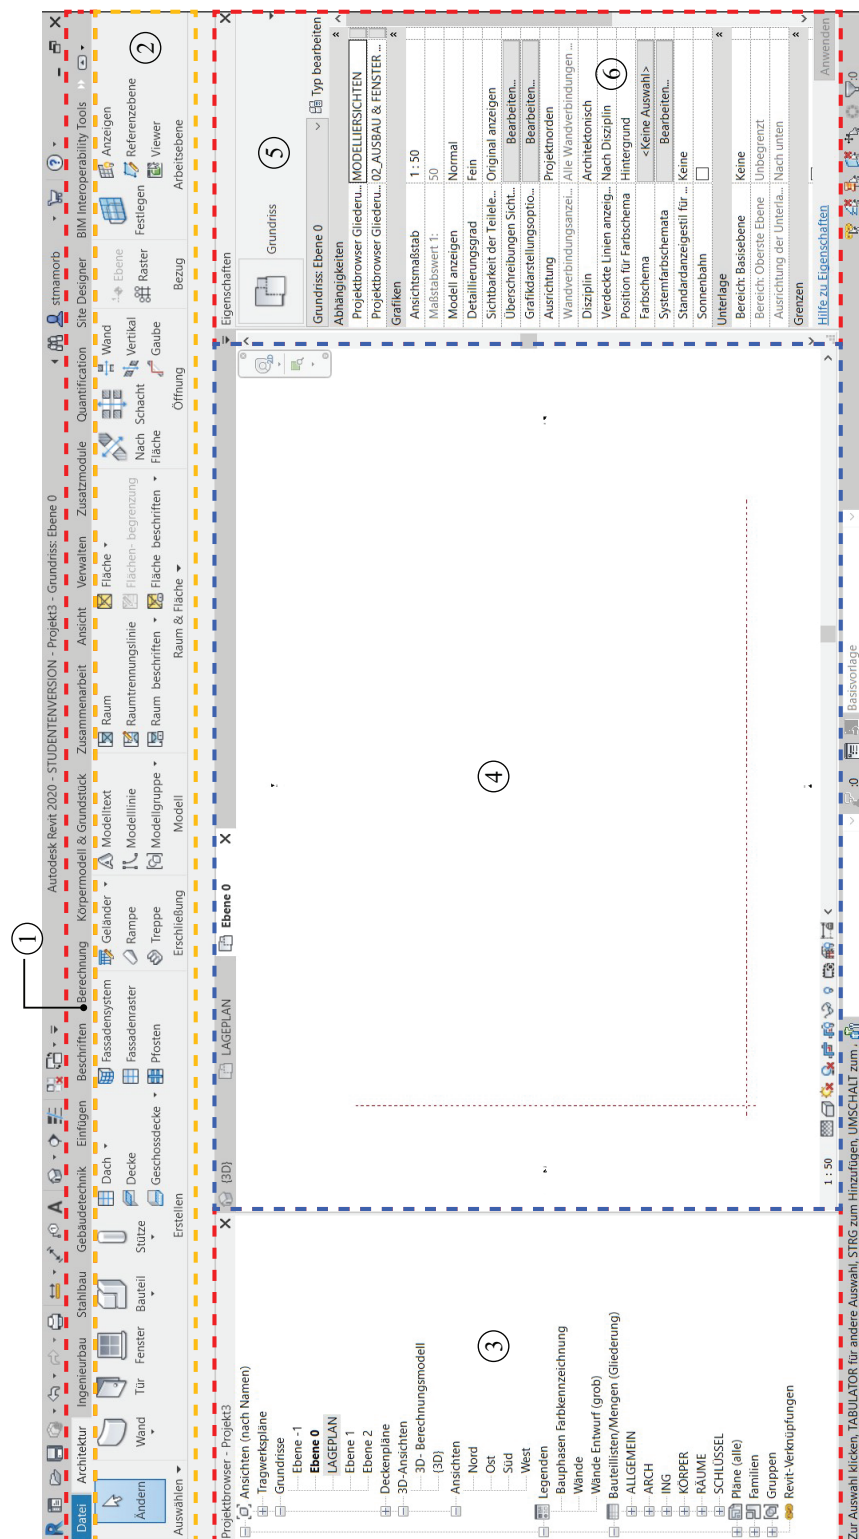 1
Autodesk Revit 2020 - STUDENTENVERSION - Projekt3 - Grundriss: Ebene 0
stmamorb
Datei Architektur Ingenieurbau Stahlbau Gebäudetechnik Einfügen Beschriften Berechnung Körpermodell & Grundstück Zusammenarbeit Ansicht Verwalten Zusatzmodule Quantification Site Designer BIM Interoperability Tools
2
Ändern
Auswählen
Wand
Tür
Fenster
Bauteil
Stütze
Dach
Decke
Geschossdecke
Fassadensystem
Fassadenraster
Pfosten
Erstellen
Geländer
Rampe
Treppe
Erschließung
Modelltext
Modelllinie
Modellgruppe
Modell
Raum
Raumtrennungslinie
Raum beschriften
Fläche
Flächen- begrenzung
Fläche beschriften
Raum & Fläche
Nach Fläche
Schacht
Wand
Vertikal
Gaube
Öffnung
Ebene
Raster
Bezug
Festlegen
Anzeigen
Referenzebene
Viewer
Arbeitsebene
Projektbrowser - Projekt3
Ansichten (nach Namen)
Tragwerkspläne
Grundrisse
Ebene -1
Ebene 0
LAGEPLAN
Ebene 1
Ebene 2
Deckenpläne
3D-Ansichten
3D- Berechnungsmodell
{3D}
Ansichten
Nord
Ost
Süd
West
Legenden
Bauphasen Farbkennzeichnung
Wände
Wände Entwurf (grob)
Bauteillisten/Mengen (Gliederung)
ALLGEMEIN
ARCH
ING
KÖRPER
RÄUME
SCHLÜSSEL
Pläne (alle)
Familien
Gruppen
Revit-Verknüpfungen
3
{3D} LAGEPLAN Ebene 0
2D
4
1 : 50
Eigenschaften
Grundriss
5
Grundriss: Ebene 0 Typ bearbeiten
Abhängigkeiten
Projektbrowser Gliederu... MODELLIERSICHTEN
Projektbrowser Gliederu... 02_AUSBAU & FENSTER ...
Grafiken
Ansichtsmaßstab 1 : 50
Maßstabswert 1: 50
Modell anzeigen Normal
Detaillierungsgrad Fein
Sichtbarkeit der Teilele... Original anzeigen
Überschreibungen Sicht... Bearbeiten...
Grafikdarstellungsoptio... Bearbeiten...
Ausrichtung Projektnorden
Wandverbindungsanzei... Alle Wandverbindungen ...
Disziplin Architektonisch
Verdeckte Linien anzeig... Nach Disziplin
6
Position für Farbschema Hintergrund
Farbschema <Keine Auswahl>
Systemfarbschemata Bearbeiten...
Standardanzeigestil für ... Keine
Sonnenbahn
Unterlage
Bereich: Basisebene Keine
Bereich: Oberste Ebene Unbegrenzt
Ausrichtung der Unterla... Nach unten
Grenzen
Hilfe zu Eigenschaften Anwenden
Zur Auswahl klicken, TABULATOR für andere Auswahl, STRG zum Hinzufügen, UMSCHALT zum . :0 Basisvorlage :0